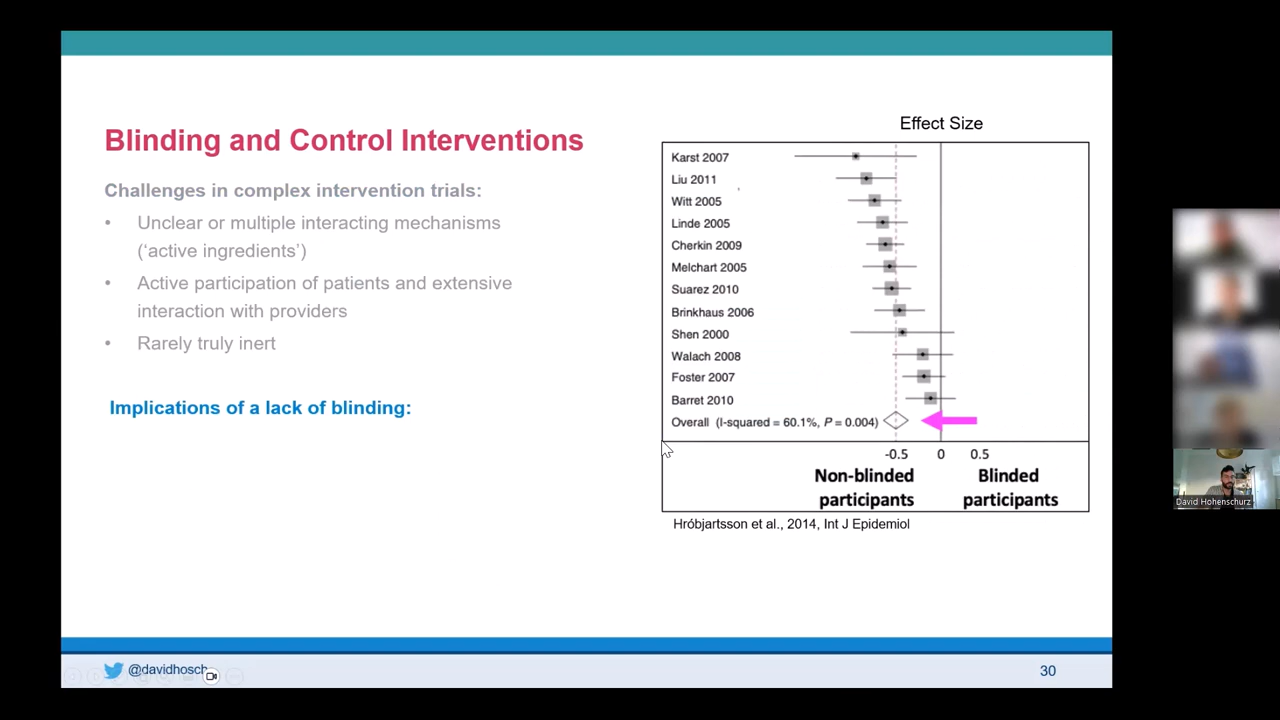 Blinding and Control Interventions
Challenges in complex intervention trials:
• Unclear or multiple interacting mechanisms
(‘active ingredients’)
• Active participation of patients and extensive
interaction with providers
• Rarely truly inert
Implications of a lack of blinding:
Effect Size
Karst 2007
Liu 2011
Witt 2005
Linde 2005
Cherkin 2009
Melchart 2005
Suarez 2010
Brinkhaus 2006
Shen 2000
Walach 2008
Foster 2007
Barret 2010
Overall (I-squared = 60.1%, P = 0.004)
-0.5 0 0.5
Non-blinded Blinded
participants participants
Hróbjartsson et al., 2014, Int J Epidemiol
@davidhosch
30
David Hohenschurz